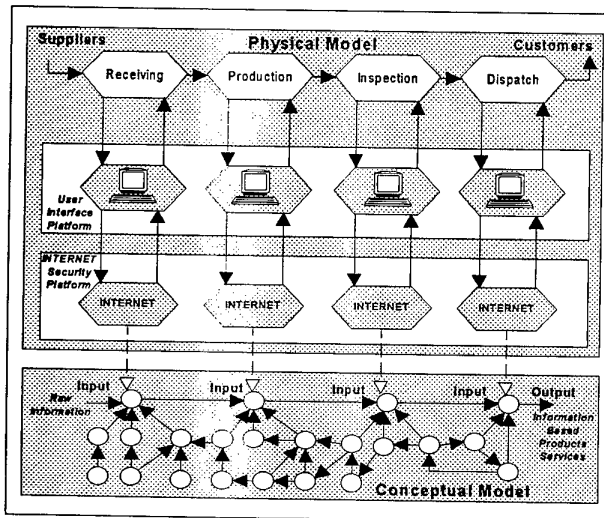 Suppliers
Physical Model
Customers
Receiving
Production
Inspection
Dispatch
User
Interface
Platform
INTERNET
Security
Platform
INTERNET
INTERNET
INTERNET
INTERNET
Input
Input
Input
Input
Output
Raw
Information
Information
Based
Products
Services
Conceptual Model